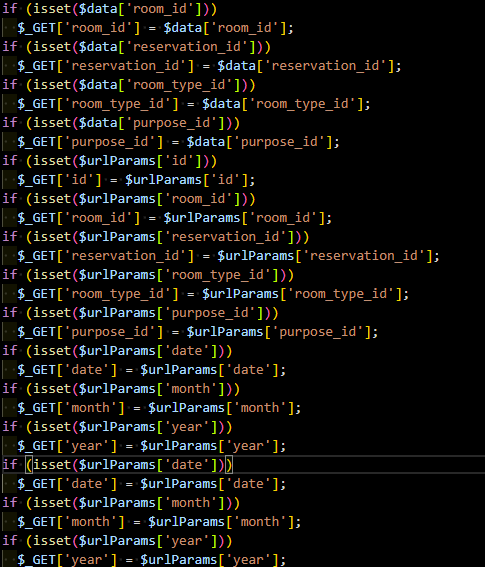 if (isset($data['room_id']))
$_GET['room_id'] = $data['room_id'];
if (isset($data['reservation_id']))
$_GET['reservation_id'] = $data['reservation_id'];
if (isset($data['room_type_id']))
$_GET['room_type_id'] = $data['room_type_id'];
if (isset($data['purpose_id']))
$_GET['purpose_id'] = $data['purpose_id'];
if (isset($urlParams['id']))
$_GET['id'] = $urlParams['id'];
if (isset($urlParams['room_id']))
$_GET['room_id'] = $urlParams['room_id'];
if (isset($urlParams['reservation_id']))
$_GET['reservation_id'] = $urlParams['reservation_id'];
if (isset($urlParams['room_type_id']))
$_GET['room_type_id'] = $urlParams['room_type_id'];
if (isset($urlParams['purpose_id']))
$_GET['purpose_id'] = $urlParams['purpose_id'];
if (isset($urlParams['date']))
$_GET['date'] = $urlParams['date'];
if (isset($urlParams['month']))
$_GET['month'] = $urlParams['month'];
if (isset($urlParams['year']))
$_GET['year'] = $urlParams['year'];
if (isset($urlParams['date']))
$_GET['date'] = $urlParams['date'];
if (isset($urlParams['month']))
$_GET['month'] = $urlParams['month'];
if (isset($urlParams['year']))
$_GET['year'] = $urlParams['year'];